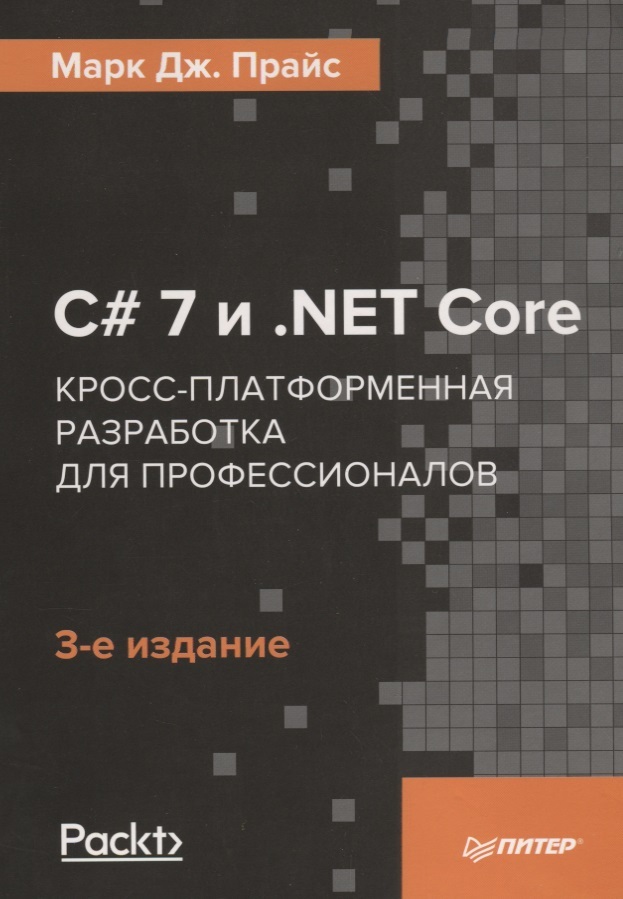 Марк Дж. Прайс
C# 7 и .NET Core
КРОСС-ПЛАТФОРМЕННАЯ
РАЗРАБОТКА
ДЛЯ ПРОФЕССИОНАЛОВ
3-е издание
Packt>
ПИТЕР®